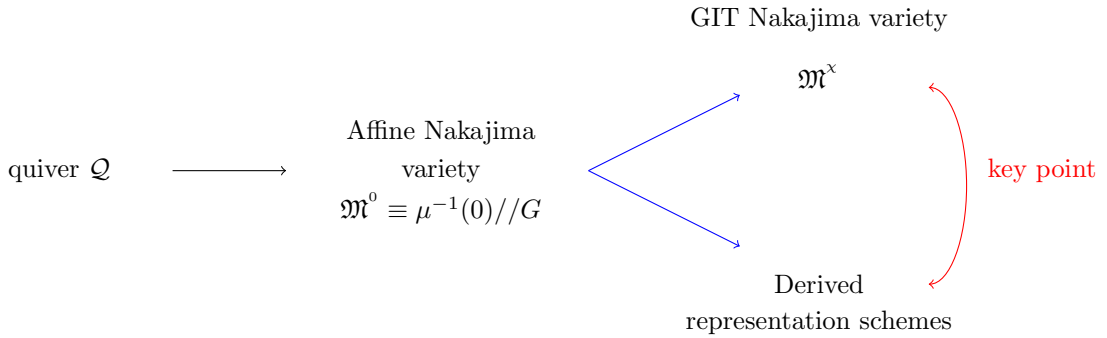 GIT Nakajima variety
𝔐^χ
Affine Nakajima
variety
𝔐^0 ≡ μ^{-1}(0)//G
quiver 𝒬
key point
Derived
representation schemes